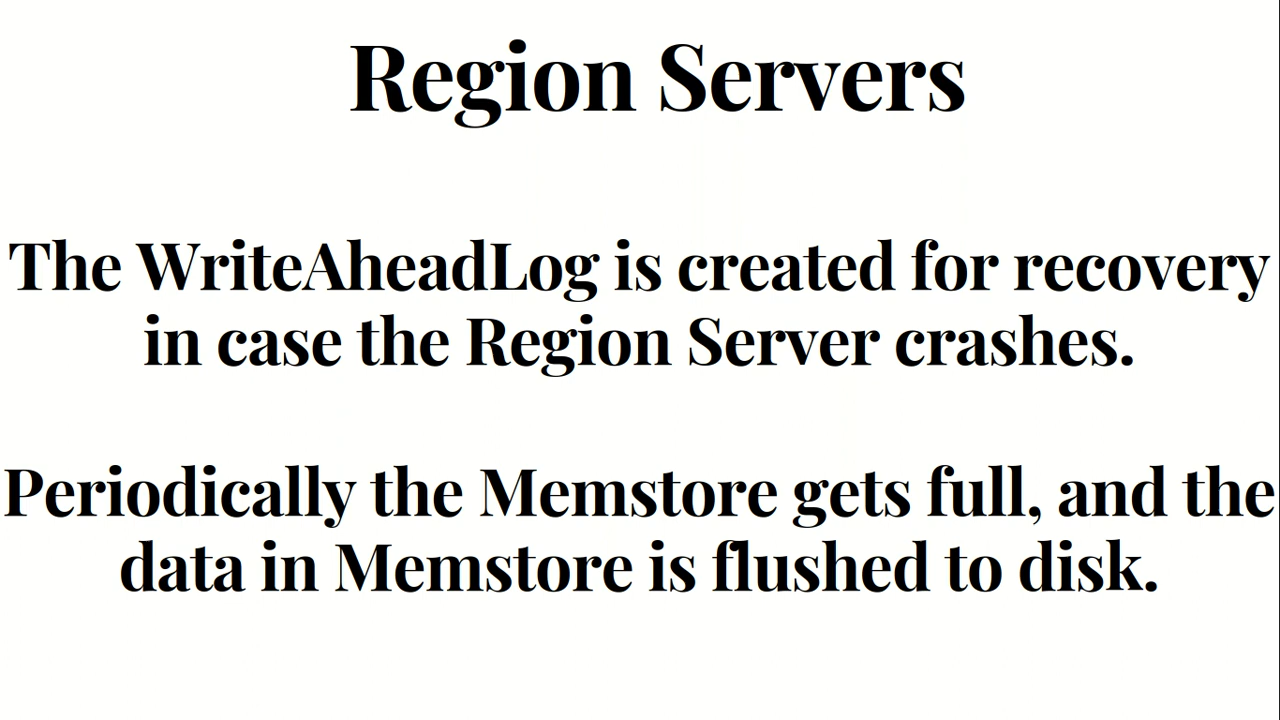 Region Servers
The WriteAheadLog is created for recovery
in case the Region Server crashes.
Periodically the Memstore gets full, and the
data in Memstore is flushed to disk.